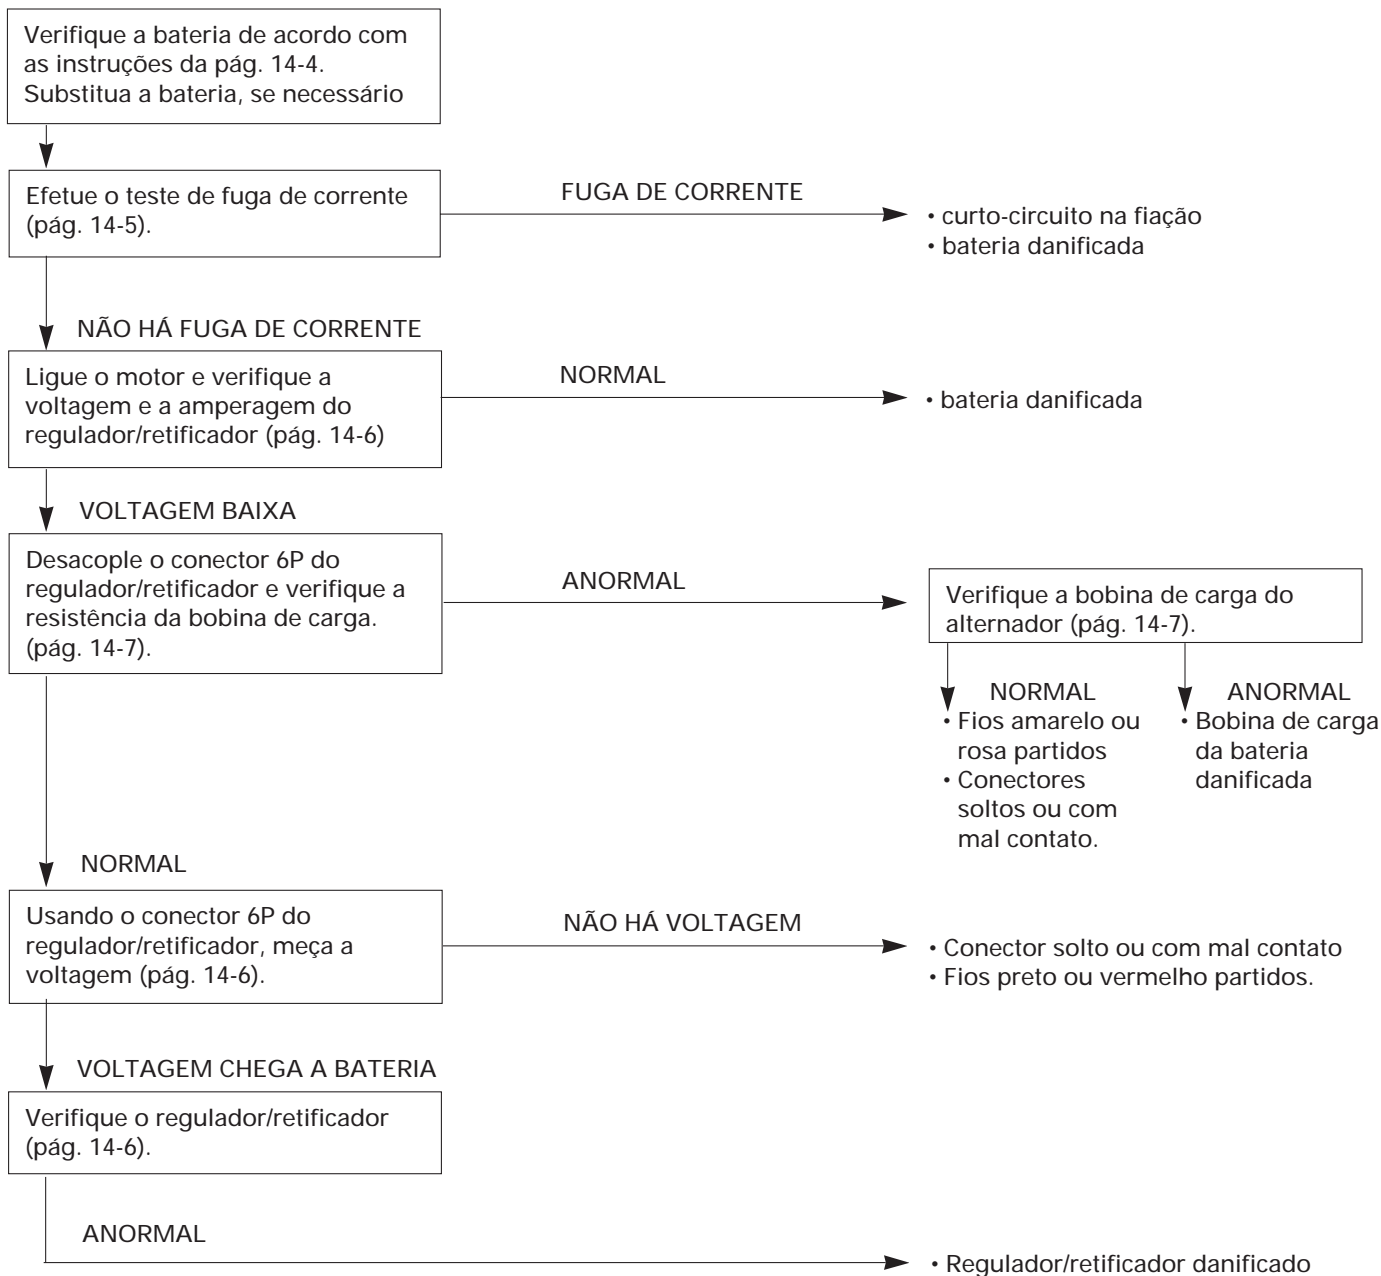 Verifique a bateria de acordo com
as instruções da pág. 14-4.
Substitua a bateria, se necessário
Efetue o teste de fuga de corrente
(pág. 14-5).
FUGA DE CORRENTE
• curto-circuito na fiação
• bateria danificada
NÃO HÁ FUGA DE CORRENTE
Ligue o motor e verifique a
voltagem e a amperagem do
regulador/retificador (pág. 14-6)
NORMAL
• bateria danificada
VOLTAGEM BAIXA
Desacople o conector 6P do
regulador/retificador e verifique a
resistência da bobina de carga.
(pág. 14-7).
ANORMAL
Verifique a bobina de carga do
alternador (pág. 14-7).
NORMAL
• Fios amarelo ou
rosa partidos
• Conectores
soltos ou com
mal contato.
ANORMAL
• Bobina de carga
da bateria
danificada
NORMAL
Usando o conector 6P do
regulador/retificador, meça a
voltagem (pág. 14-6).
NÃO HÁ VOLTAGEM
• Conector solto ou com mal contato
• Fios preto ou vermelho partidos.
VOLTAGEM CHEGA A BATERIA
Verifique o regulador/retificador
(pág. 14-6).
ANORMAL
• Regulador/retificador danificado